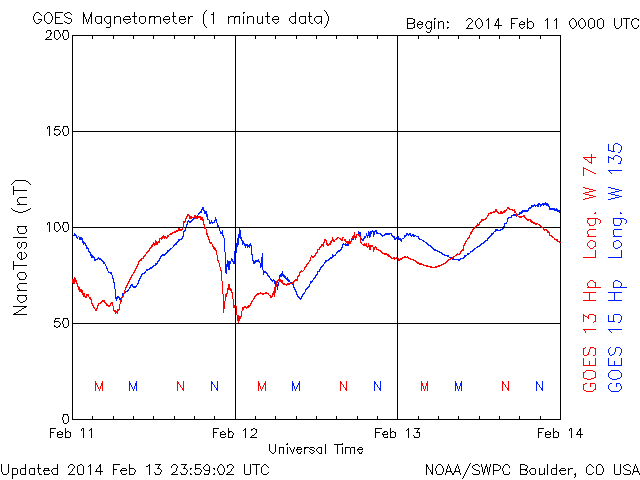 GOES Magnetometer (1 minute data)
Begin: 2014 Feb 11 0000 UTC
200
150
100
50
0
NanoTesla (nT)
M M N N M M N N M M N N
Feb 11 Feb 12 Feb 13 Feb 14
Universal Time
GOES 13 Hp Long. W 74
GOES 15 Hp Long. W 135
Updated 2014 Feb 13 23:59:02 UTC
NOAA/SWPC Boulder, CO USA